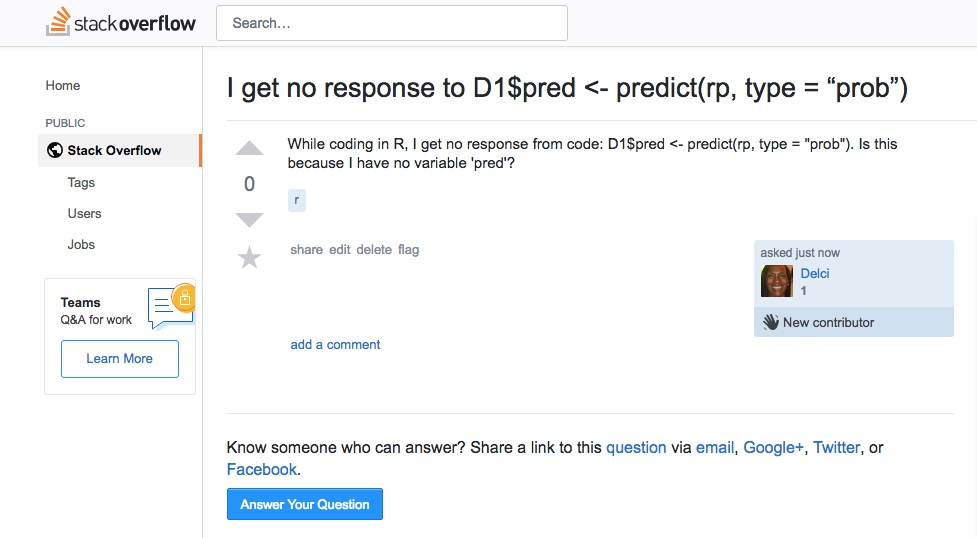 stackoverflow
Search…
Home
PUBLIC
Stack Overflow
Tags
Users
Jobs
Teams
Q&A for work
Learn More
I get no response to D1$pred <- predict(rp, type = “prob”)
0
While coding in R, I get no response from code: D1$pred <- predict(rp, type = "prob"). Is this
because I have no variable 'pred'?
r
share edit delete flag
asked just now
Delci
1
New contributor
add a comment
Know someone who can answer? Share a link to this question via email, Google+, Twitter, or
Facebook.
Answer Your Question